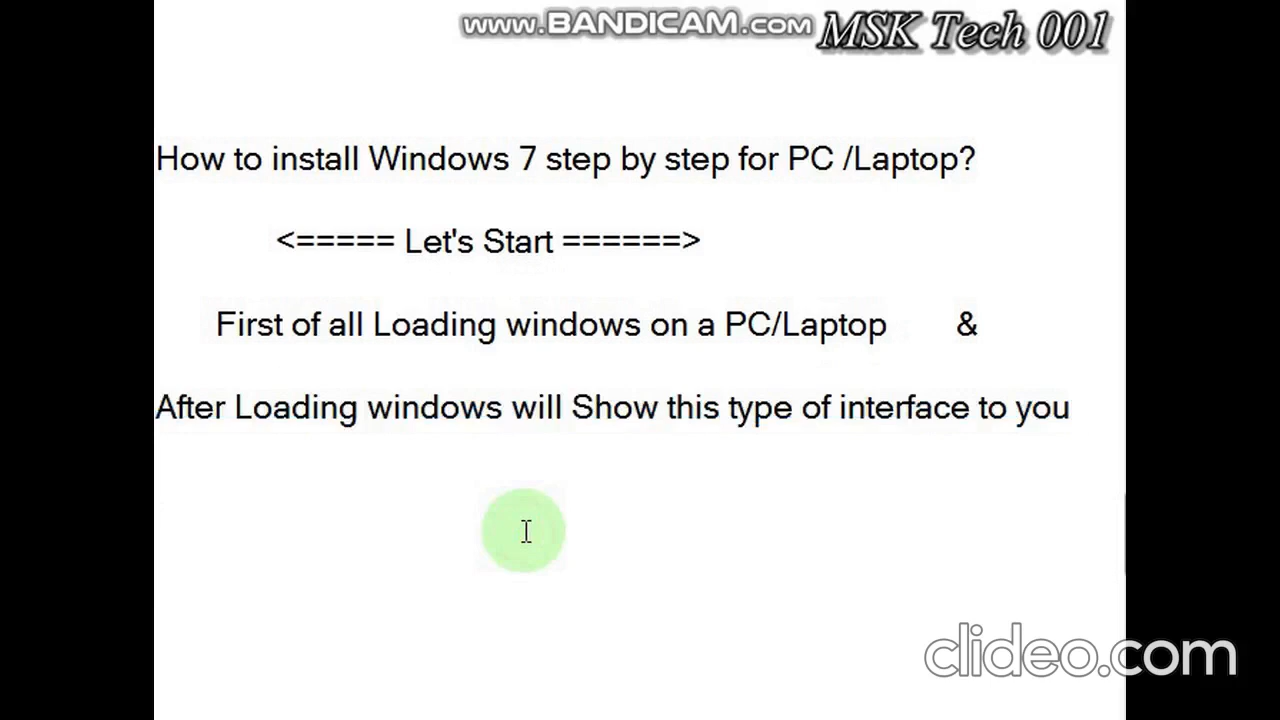 www.BANDICAM.com MSK Tech 001
How to install Windows 7 step by step for PC /Laptop?
<===== Let's Start ======>
First of all Loading windows on a PC/Laptop &
After Loading windows will Show this type of interface to you
clideo.com